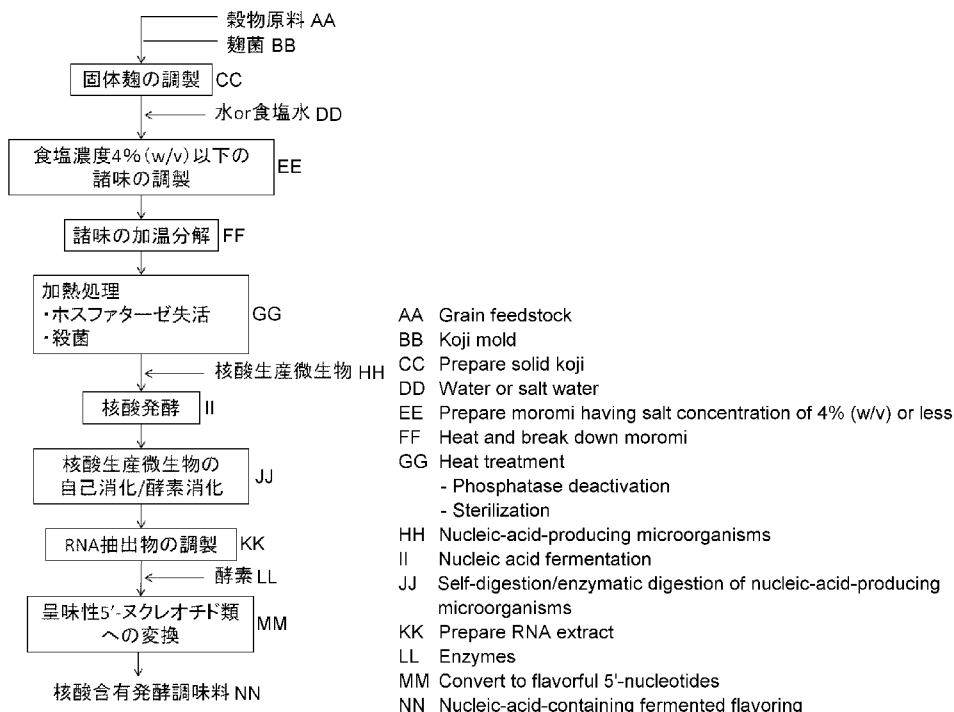 穀物原料 AA
麹菌 BB
固体麹の調製 CC
水or食塩水 DD
食塩濃度4%(w/v)以下の
諸味の調製
EE
諸味の加温分解 FF
加熱処理
・ホスファターゼ失活
・殺菌
GG
核酸生産微生物 HH
核酸発酵 II
核酸生産微生物の
自己消化/酵素消化
JJ
RNA抽出物の調製 KK
酵素 LL
呈味性5'-ヌクレオチド類
への変換
MM
核酸含有発酵調味料 NN
AA Grain feedstock
BB Koji mold
CC Prepare solid koji
DD Water or salt water
EE Prepare moromi having salt concentration of 4% (w/v) or less
FF Heat and break down moromi
GG Heat treatment
- Phosphatase deactivation
- Sterilization
HH Nucleic-acid-producing microorganisms
II Nucleic acid fermentation
JJ Self-digestion/enzymatic digestion of nucleic-acid-producing
microorganisms
KK Prepare RNA extract
LL Enzymes
MM Convert to flavorful 5'-nucleotides
NN Nucleic-acid-containing fermented flavoring